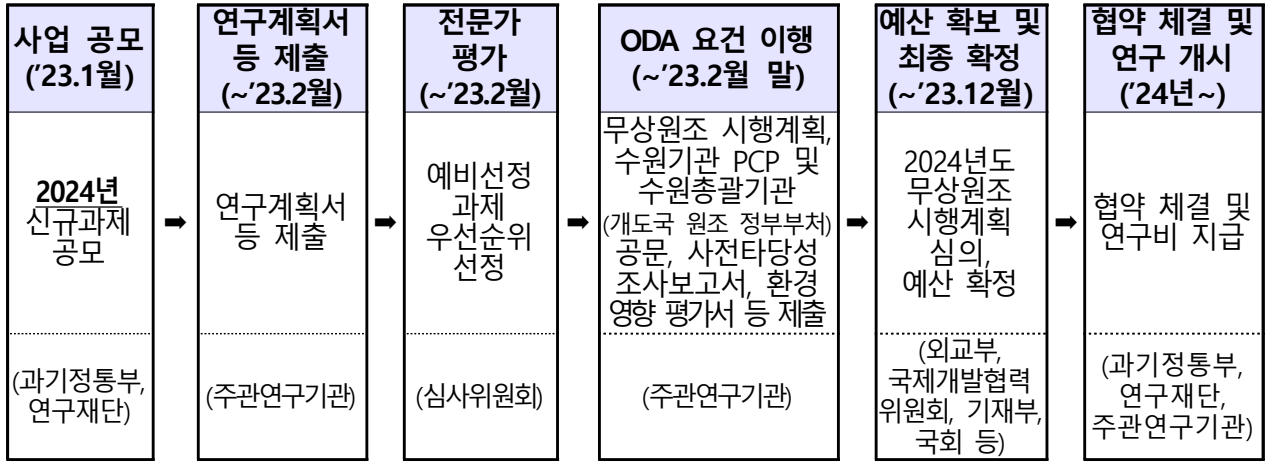 사업 공모
(’23.1월)
2024년
신규과제
공모
(과기정통부,
연구재단)
➡
연구계획서
등 제출
(~’23.2월)
연구계획서
등 제출
(주관연구기관)
➡
전문가
평가
(~’23.2월)
예비선정
과제
우선순위
선정
(심사위원회)
➡
ODA 요건 이행
(~’23.2월 말)
무상원조 시행계획,
수원기관 PCP 및
수원총괄기관
(개도국 원조 정부부처)
공문, 사전타당성
조사보고서, 환경
영향 평가서 등 제출
(주관연구기관)
➡
예산 확보 및
최종 확정
(~’23.12월)
2024년도
무상원조
시행계획
심의,
예산 확정
(외교부,
국제개발협력
위원회, 기재부,
국회 등)
➡
협약 체결 및
연구 개시
(’24년~)
협약 체결 및
연구비 지급
(과기정통부,
연구재단,
주관연구기관)